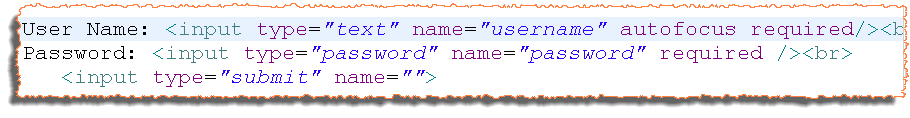 User Name: <input type="text" name="username" autofocus required/><b
Password: <input type="password" name="password" required /><br>
<input type="submit" name="">